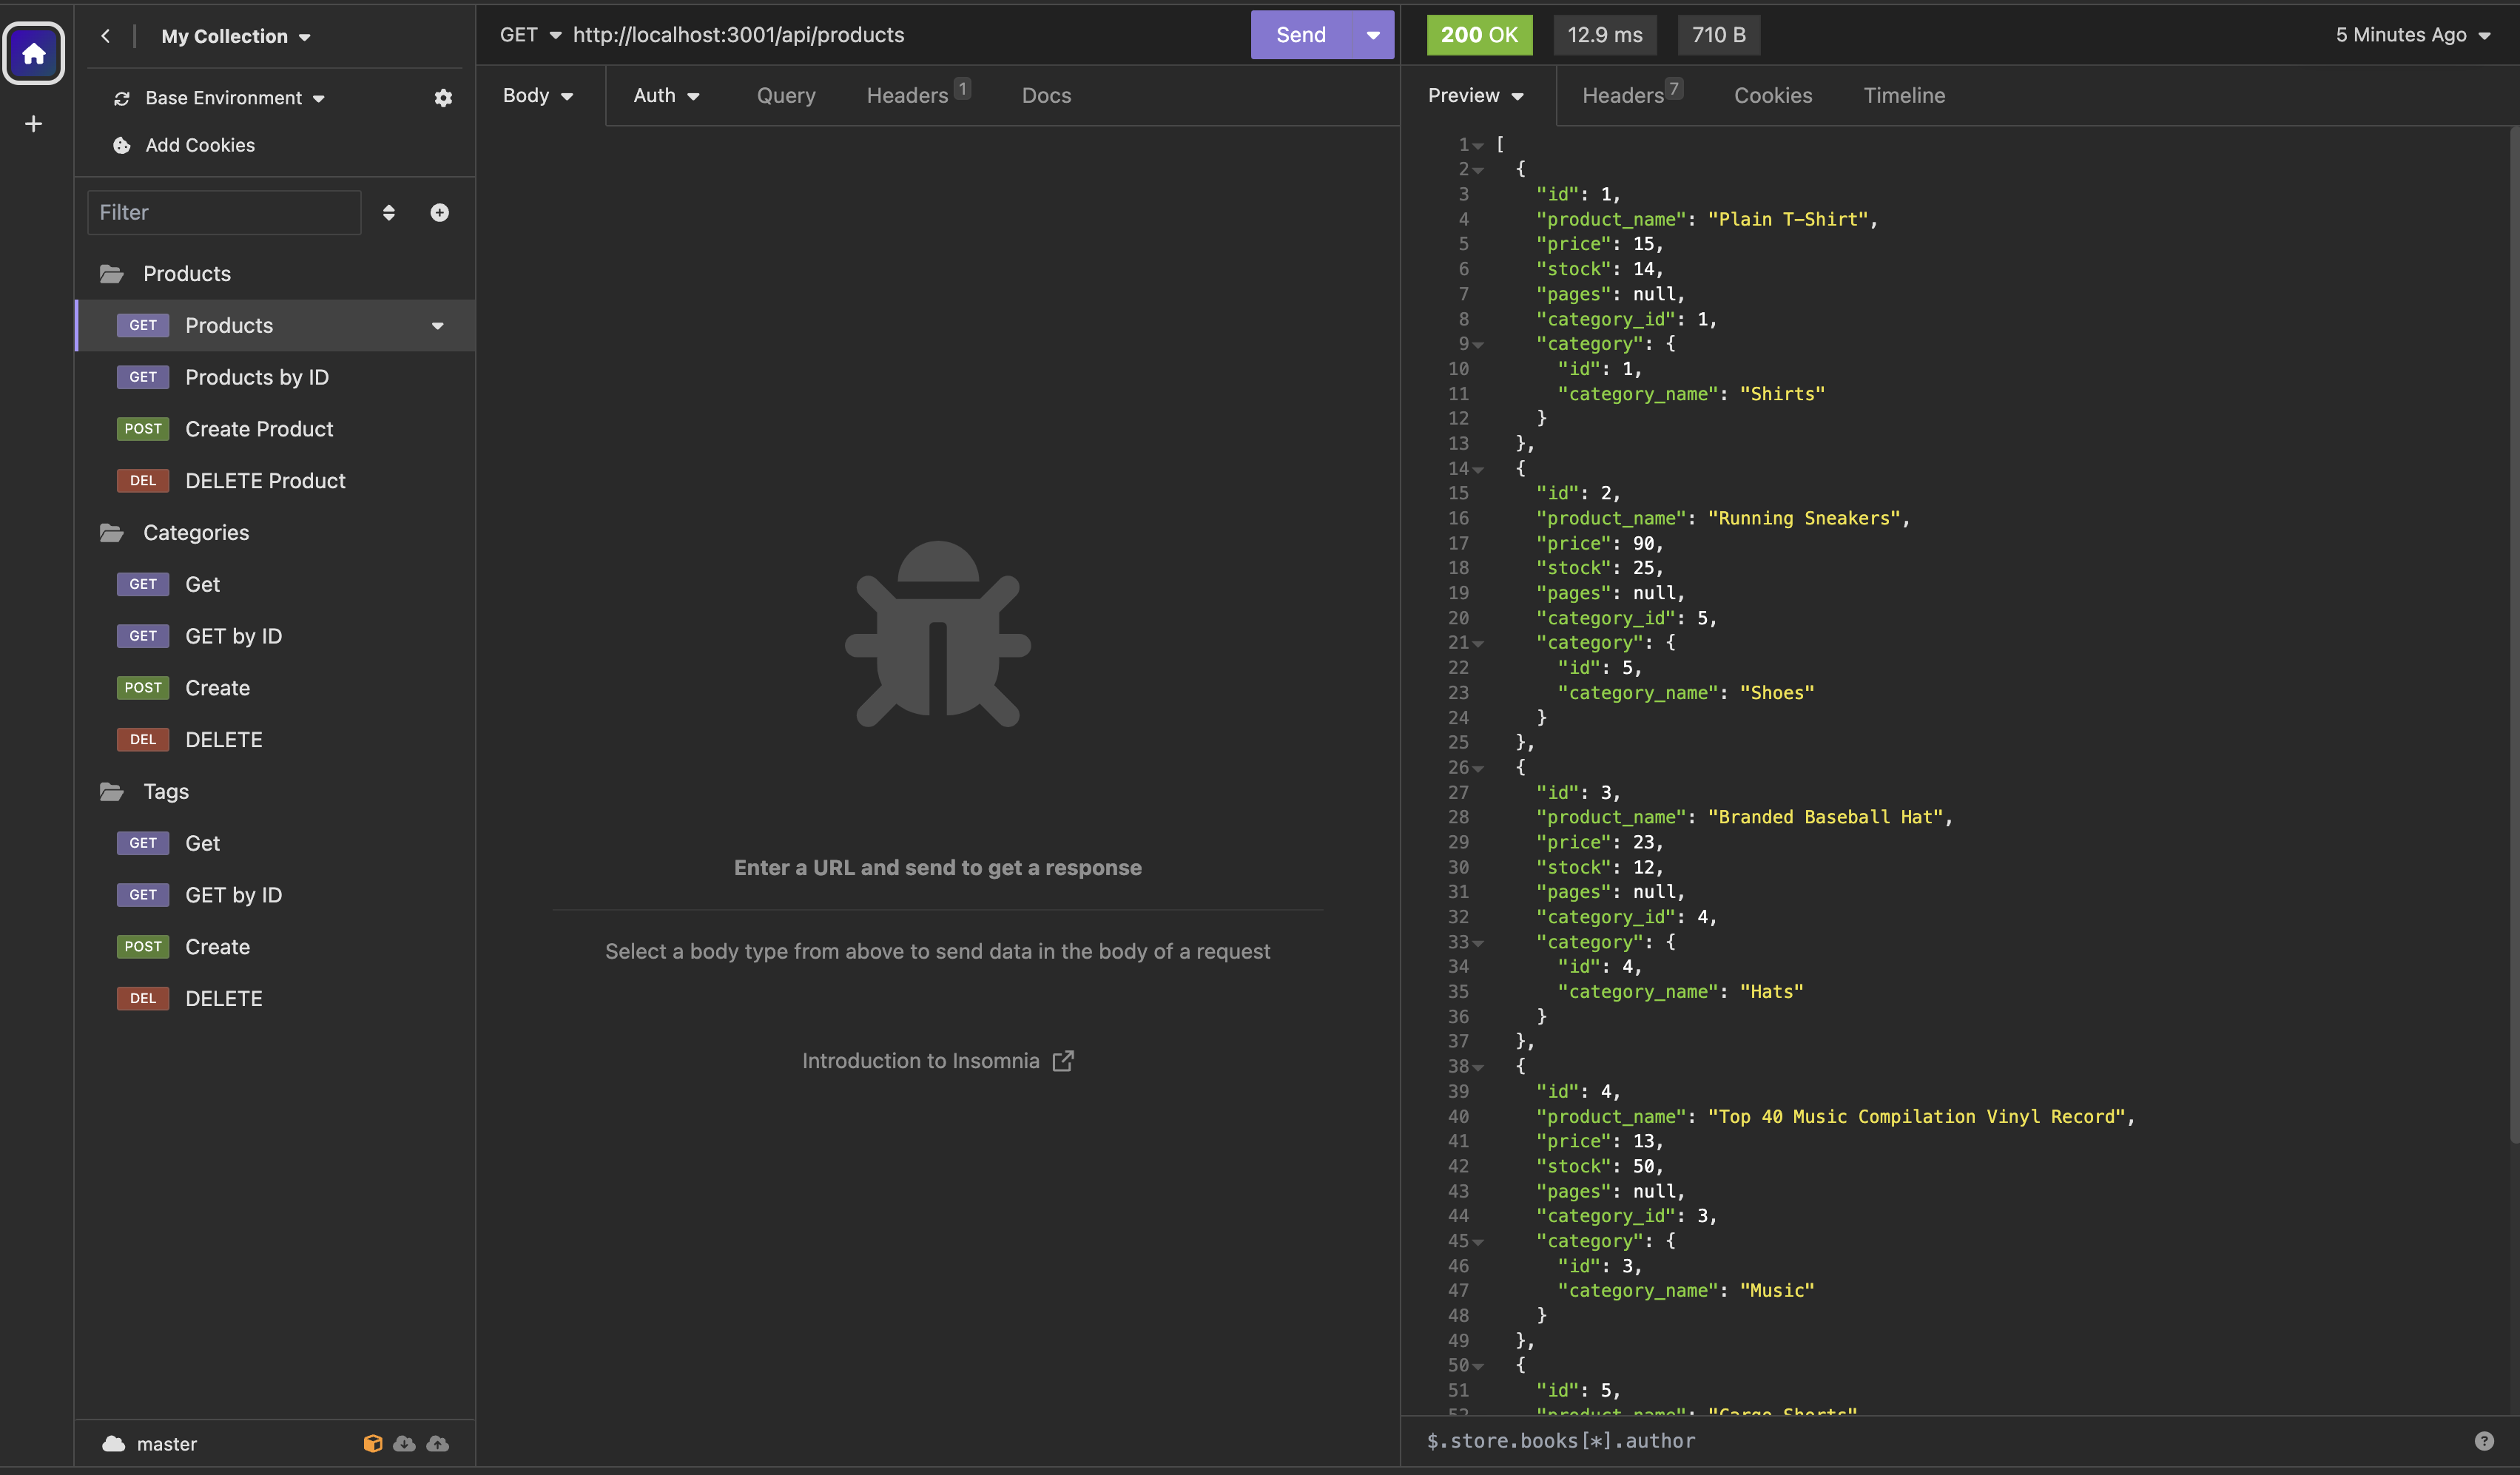 My Collection
Base Environment
Add Cookies
Filter
Products
GET Products
GET Products by ID
POST Create Product
DEL DELETE Product
Categories
GET Get
GET GET by ID
POST Create
DEL DELETE
Tags
GET Get
GET GET by ID
POST Create
DEL DELETE
master
GET http://localhost:3001/api/products
Send
Body Auth Query Headers 1 Docs
Enter a URL and send to get a response
Select a body type from above to send data in the body of a request
Introduction to Insomnia
200 OK 12.9 ms 710 B 5 Minutes Ago
Preview Headers 7 Cookies Timeline
1 [
2 {
3 "id": 1,
4 "product_name": "Plain T-Shirt",
5 "price": 15,
6 "stock": 14,
7 "pages": null,
8 "category_id": 1,
9 "category": {
10 "id": 1,
11 "category_name": "Shirts"
12 }
13 },
14 {
15 "id": 2,
16 "product_name": "Running Sneakers",
17 "price": 90,
18 "stock": 25,
19 "pages": null,
20 "category_id": 5,
21 "category": {
22 "id": 5,
23 "category_name": "Shoes"
24 }
25 },
26 {
27 "id": 3,
28 "product_name": "Branded Baseball Hat",
29 "price": 23,
30 "stock": 12,
31 "pages": null,
32 "category_id": 4,
33 "category": {
34 "id": 4,
35 "category_name": "Hats"
36 }
37 },
38 {
39 "id": 4,
40 "product_name": "Top 40 Music Compilation Vinyl Record",
41 "price": 13,
42 "stock": 50,
43 "pages": null,
44 "category_id": 3,
45 "category": {
46 "id": 3,
47 "category_name": "Music"
48 }
49 },
50 {
51 "id": 5,
52 "product_name": "Cargo Shorts"
$.store.books[*].author